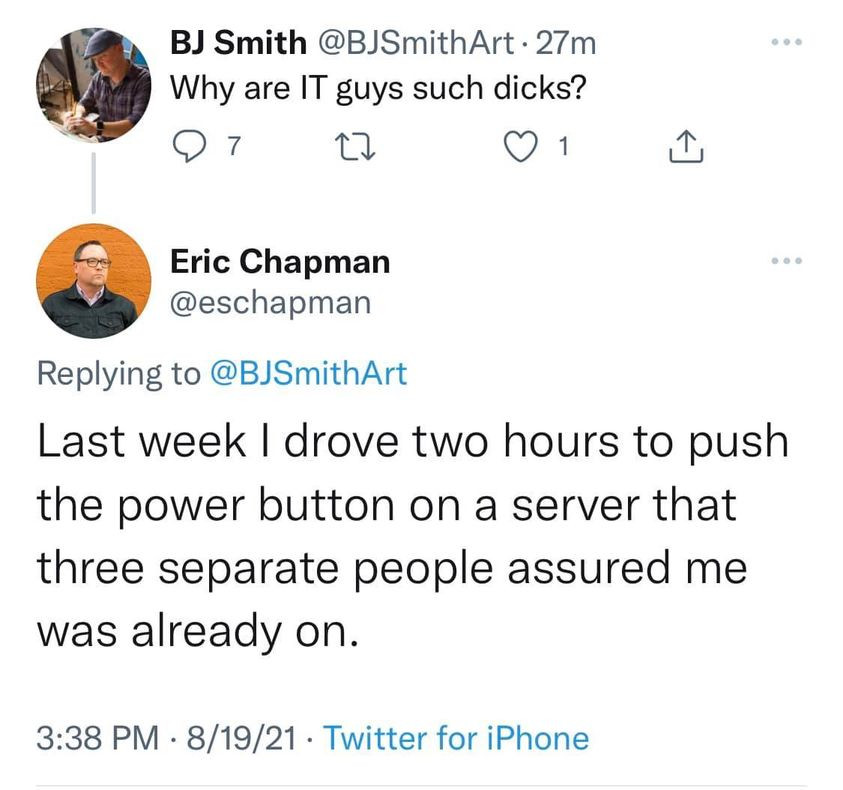 BJ Smith @BJSmithArt · 27m
Why are IT guys such dicks?
7 1
Eric Chapman
@eschapman
Replying to @BJSmithArt
Last week I drove two hours to push
the power button on a server that
three separate people assured me
was already on.
3:38 PM · 8/19/21 · Twitter for iPhone